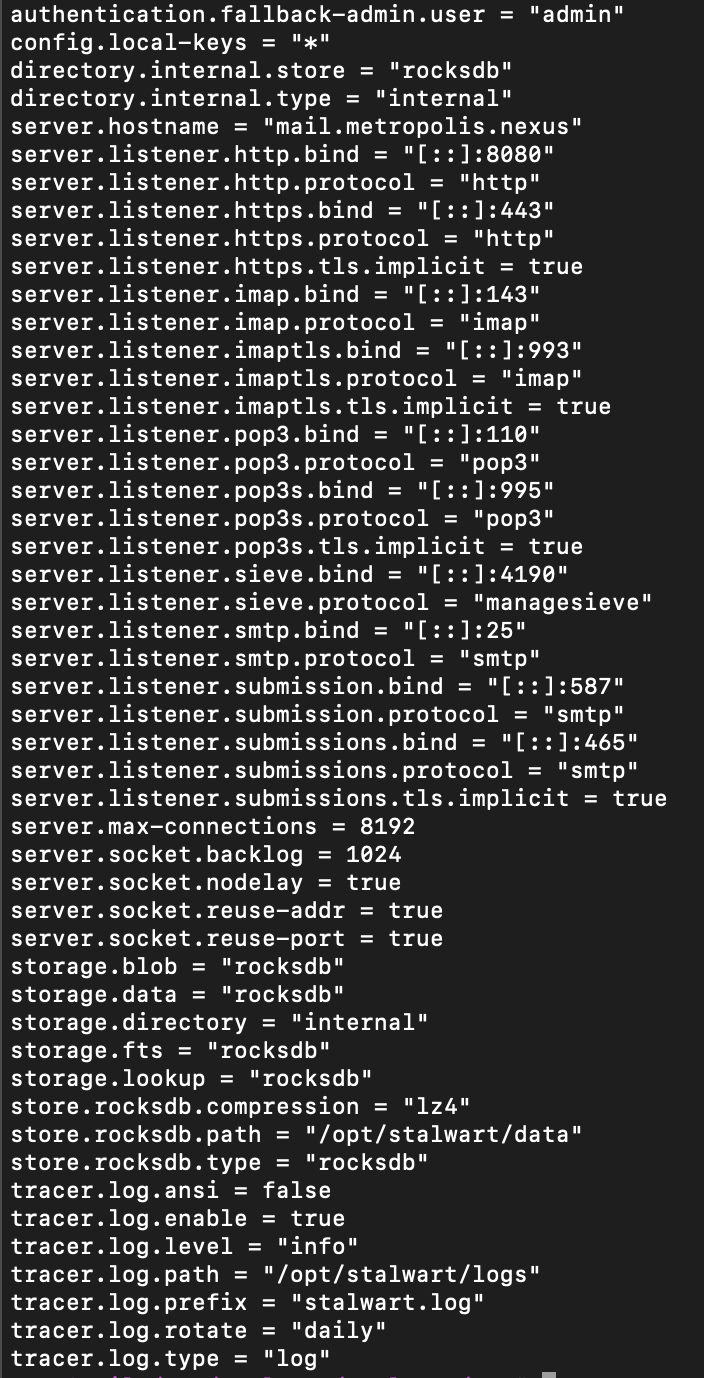 authentication.fallback-admin.user = "admin"
config.local-keys = "*"
directory.internal.store = "rocksdb"
directory.internal.type = "internal"
server.hostname = "mail.metropolis.nexus"
server.listener.http.bind = "[::]:8080"
server.listener.http.protocol = "http"
server.listener.https.bind = "[::]:443"
server.listener.https.protocol = "http"
server.listener.https.tls.implicit = true
server.listener.imap.bind = "[::]:143"
server.listener.imap.protocol = "imap"
server.listener.imaptls.bind = "[::]:993"
server.listener.imaptls.protocol = "imap"
server.listener.imaptls.tls.implicit = true
server.listener.pop3.bind = "[::]:110"
server.listener.pop3.protocol = "pop3"
server.listener.pop3s.bind = "[::]:995"
server.listener.pop3s.protocol = "pop3"
server.listener.pop3s.tls.implicit = true
server.listener.sieve.bind = "[::]:4190"
server.listener.sieve.protocol = "managesieve"
server.listener.smtp.bind = "[::]:25"
server.listener.smtp.protocol = "smtp"
server.listener.submission.bind = "[::]:587"
server.listener.submission.protocol = "smtp"
server.listener.submissions.bind = "[::]:465"
server.listener.submissions.protocol = "smtp"
server.listener.submissions.tls.implicit = true
server.max-connections = 8192
server.socket.backlog = 1024
server.socket.nodelay = true
server.socket.reuse-addr = true
server.socket.reuse-port = true
storage.blob = "rocksdb"
storage.data = "rocksdb"
storage.directory = "internal"
storage.fts = "rocksdb"
storage.lookup = "rocksdb"
store.rocksdb.compression = "lz4"
store.rocksdb.path = "/opt/stalwart/data"
store.rocksdb.type = "rocksdb"
tracer.log.ansi = false
tracer.log.enable = true
tracer.log.level = "info"
tracer.log.path = "/opt/stalwart/logs"
tracer.log.prefix = "stalwart.log"
tracer.log.rotate = "daily"
tracer.log.type = "log"